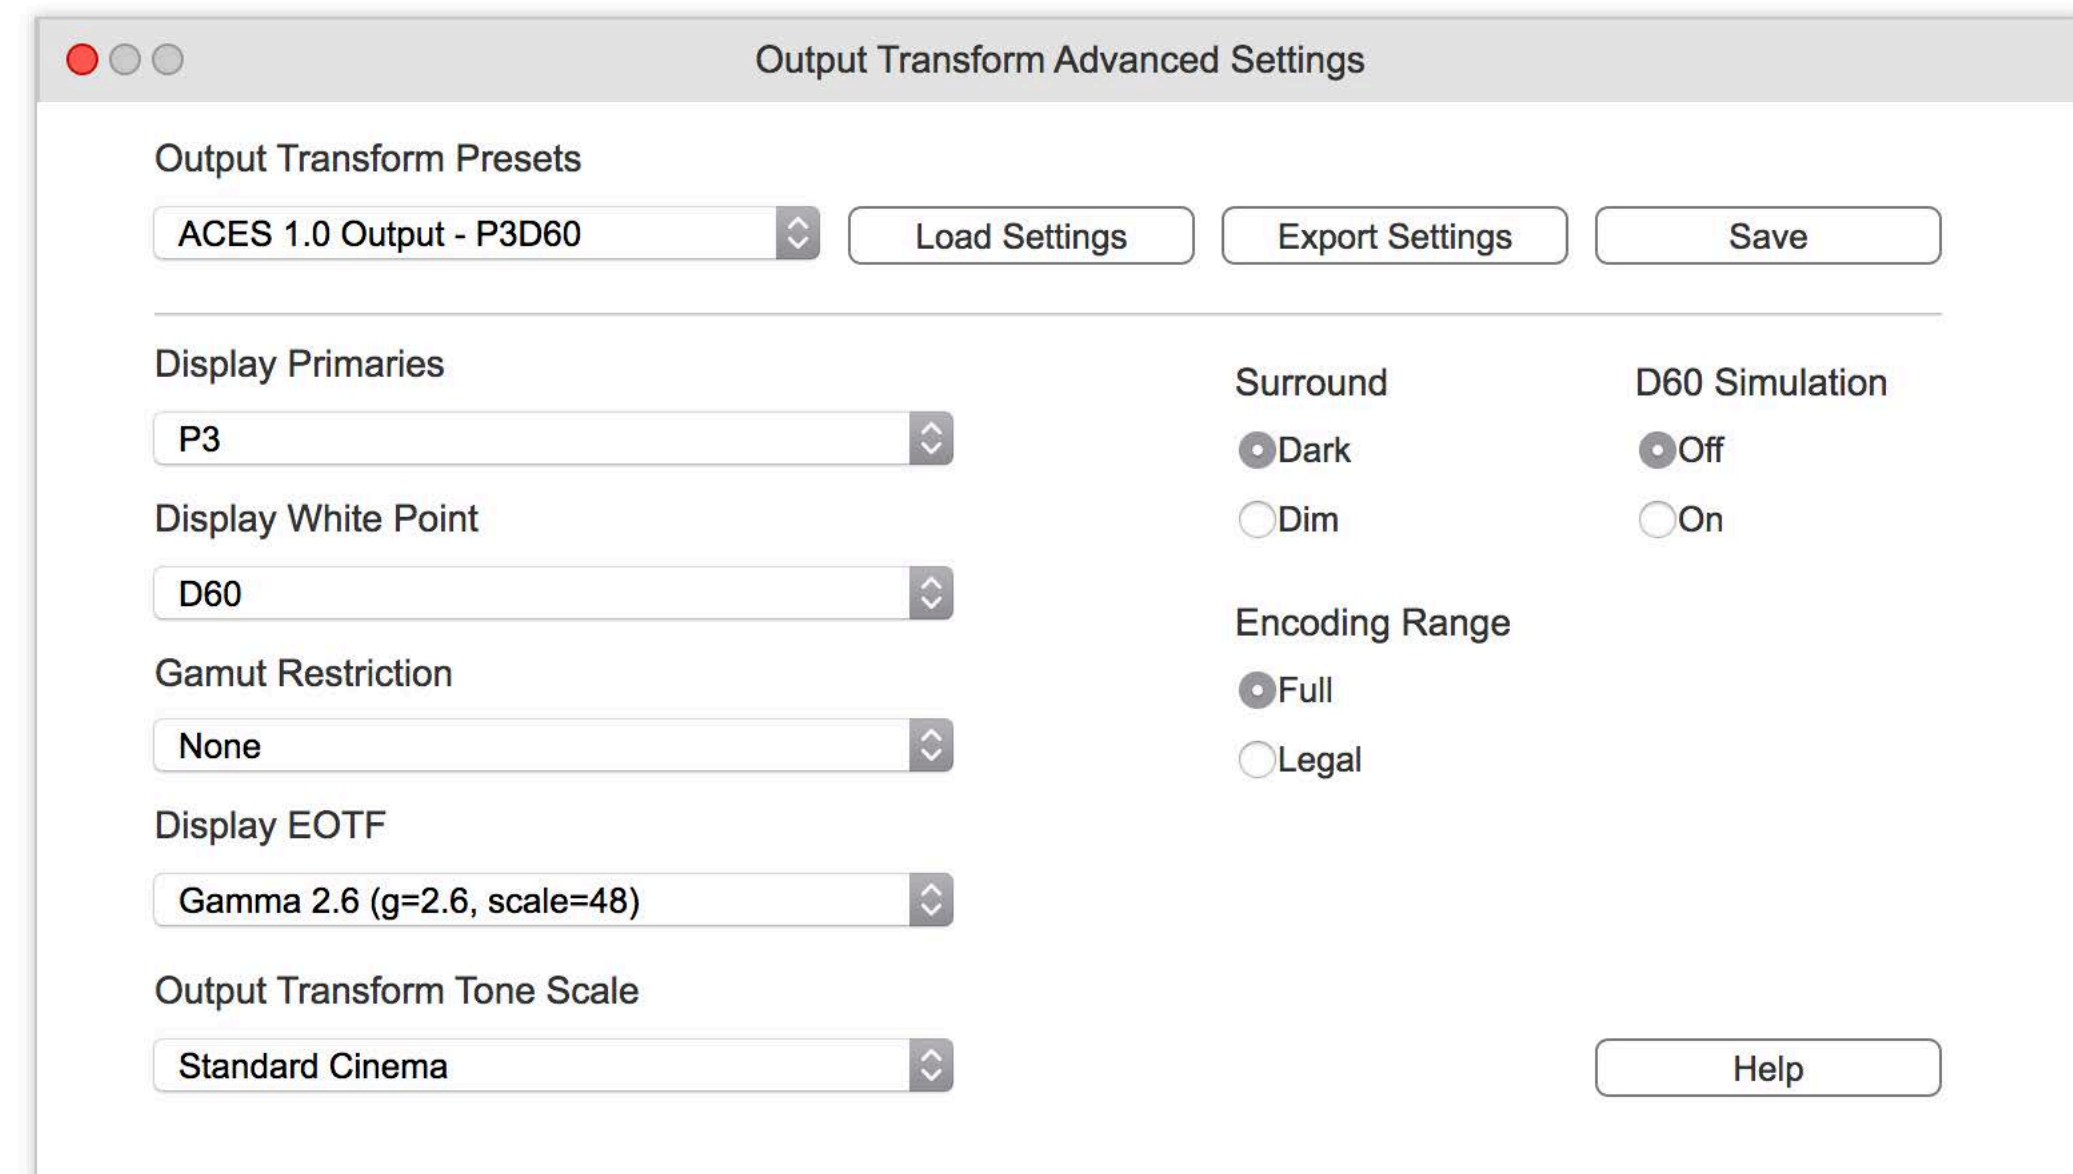 Output Transform Advanced Settings
Output Transform Presets
ACES 1.0 Output - P3D60
Load Settings
Export Settings
Save
Display Primaries
P3
Display White Point
D60
Gamut Restriction
None
Display EOTF
Gamma 2.6 (g=2.6, scale=48)
Output Transform Tone Scale
Standard Cinema
Surround
Dark
Dim
D60 Simulation
Off
On
Encoding Range
Full
Legal
Help